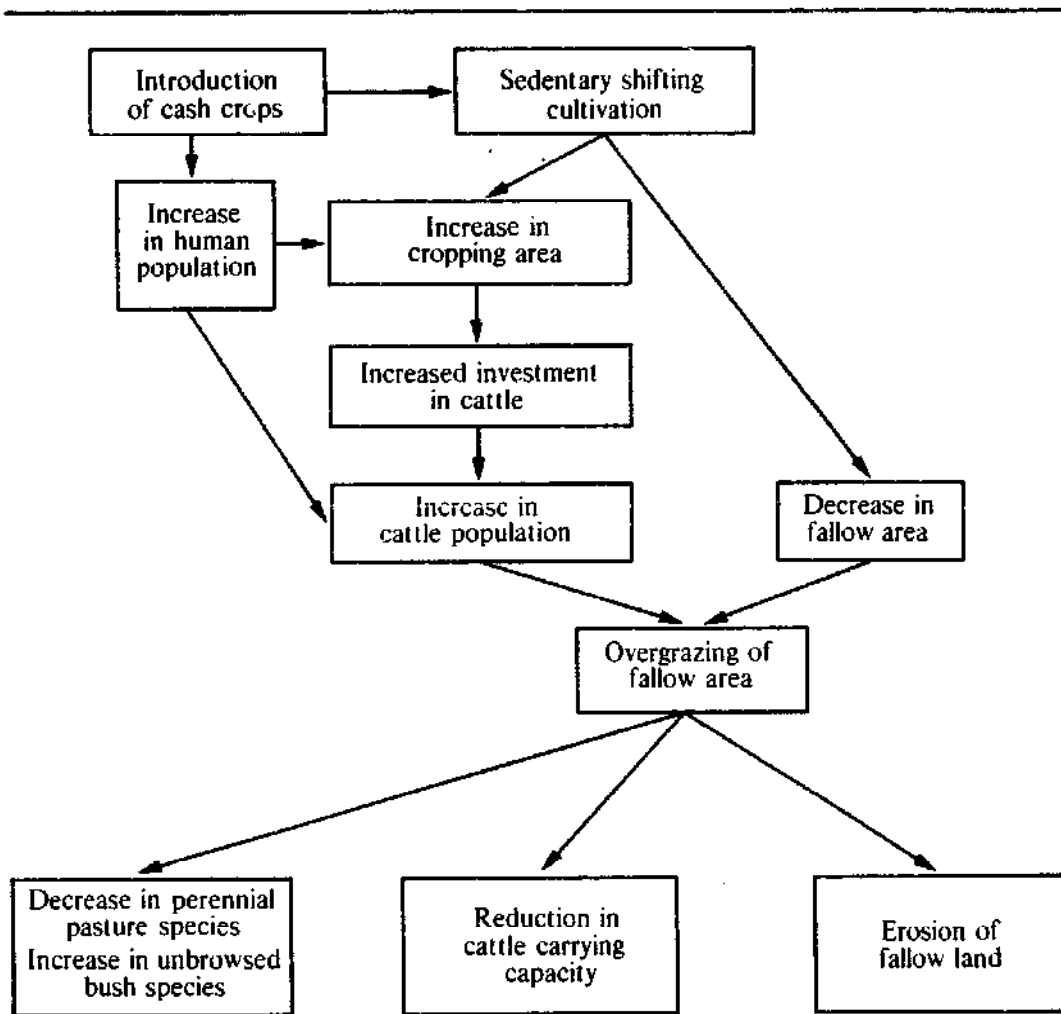 Introduction
of cash crops
Sedentary shifting
cultivation
Increase
in human
population
Increase in
cropping area
Increased investment
in cattle
Increase in
cattle population
Decrease in
fallow area
Overgrazing of
fallow area
Decrease in perennial
pasture species
Increase in unbrowsed
bush species
Reduction in
cattle carrying
capacity
Erosion of
fallow land